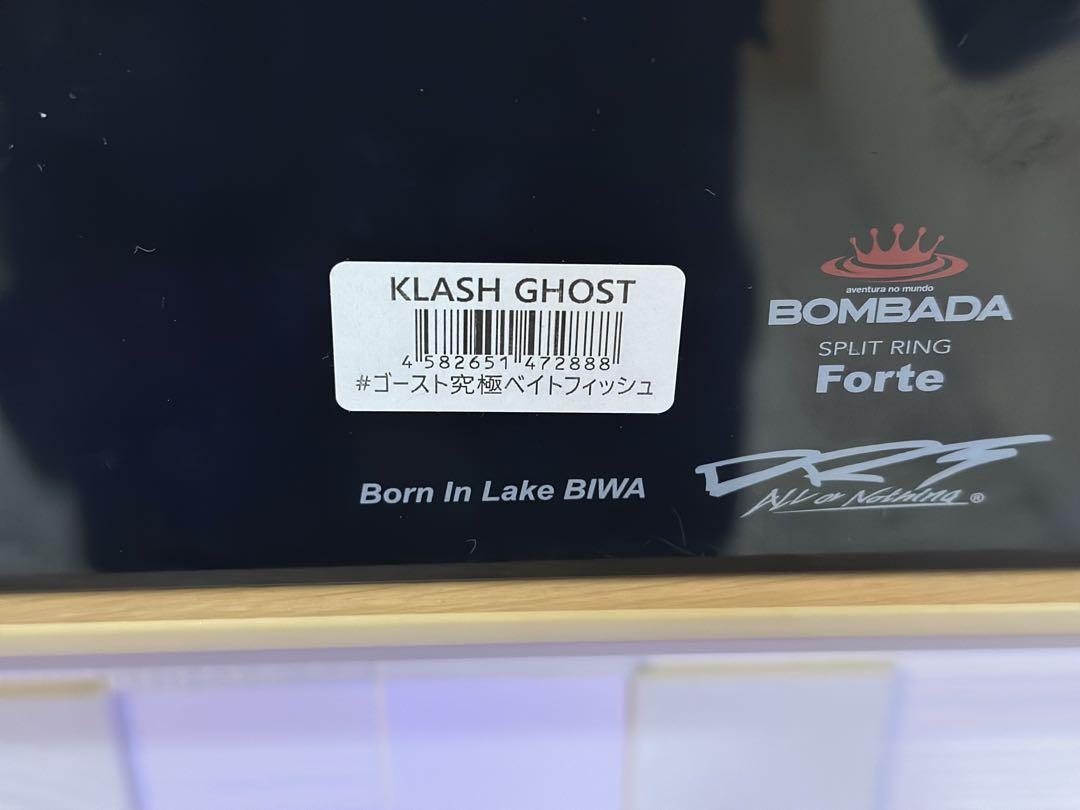 KLASH GHOST
4 582651 472888
#ゴースト究極ベイトフィッシュ
aventura no mundo
BOMBADA
SPLIT RING
Forte
Born In Lake BIWA
DRT
All or Nothing®